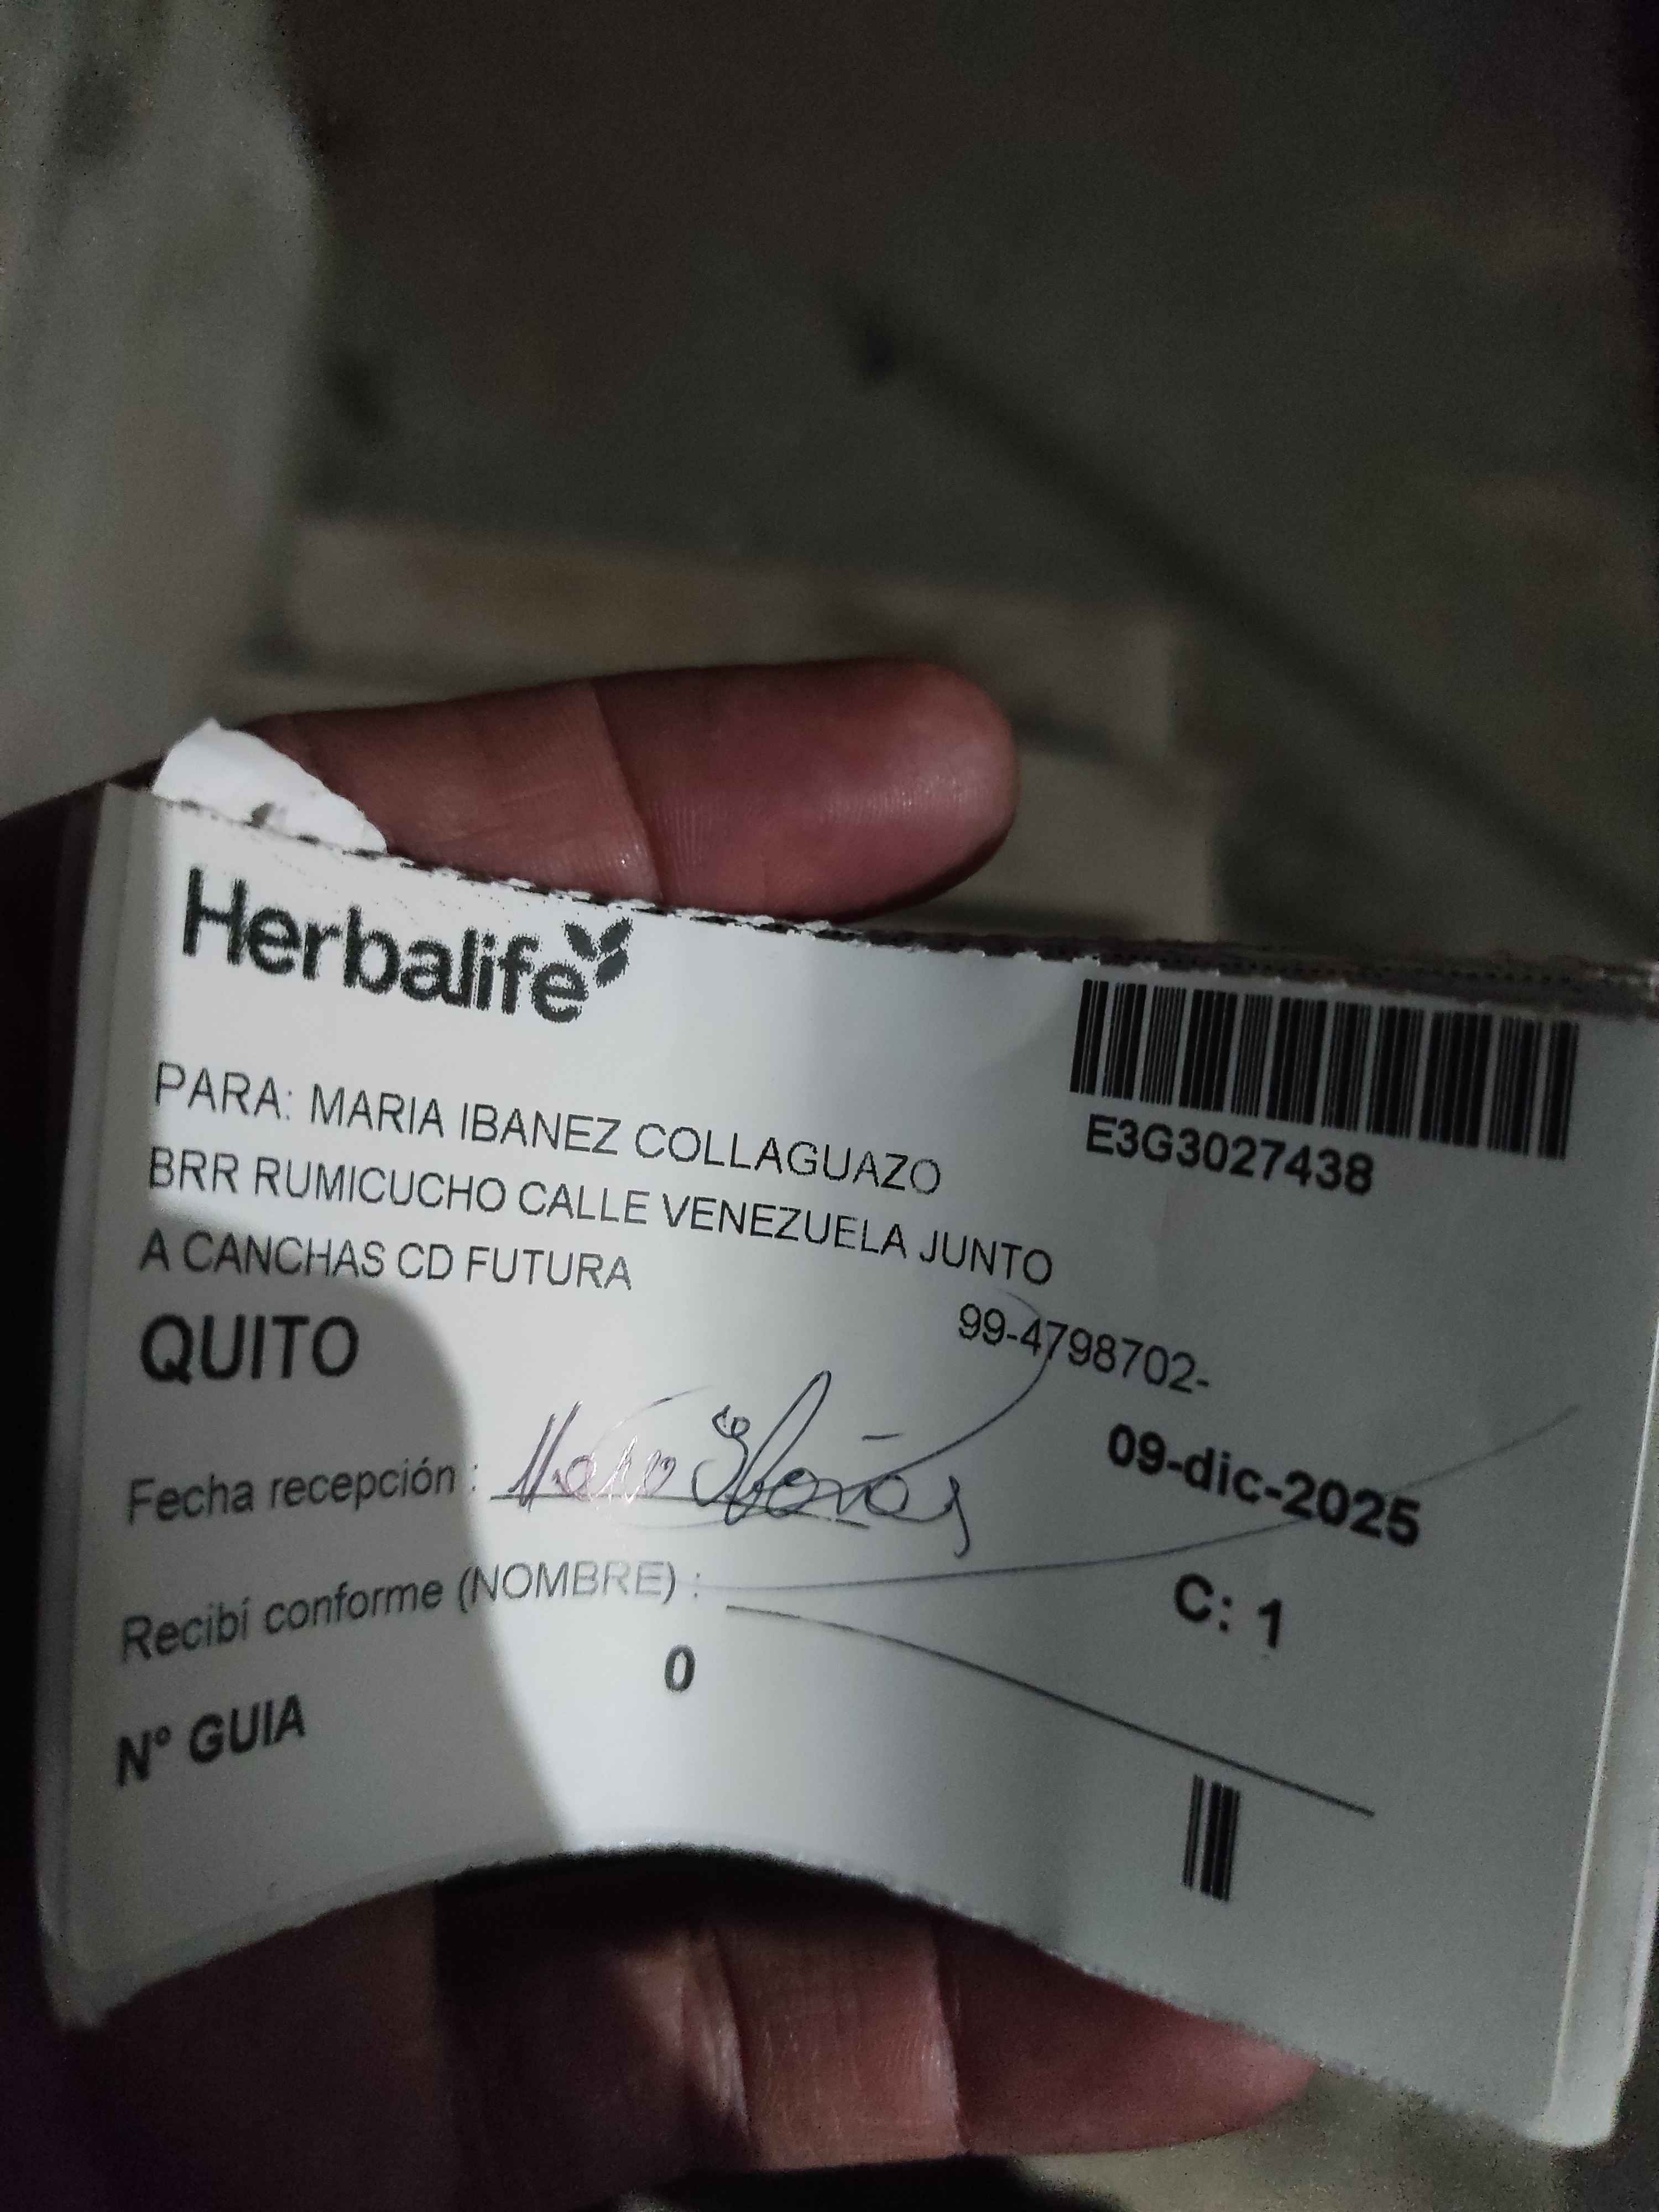 Herbalife
E3G3027438
PARA: MARIA IBANEZ COLLAGUAZO
BRR RUMICUCHO CALLE VENEZUELA JUNTO
A CANCHAS CD FUTURA
99-4798702-
QUITO
09-dic-2025
Fecha recepción :
Recibí conforme (NOMBRE) :
C: 1
Nº GUIA 0